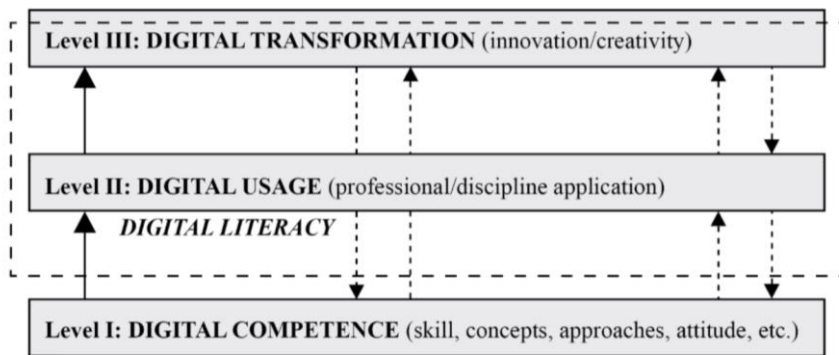 Level III: DIGITAL TRANSFORMATION (innovation/creativity)
Level II: DIGITAL USAGE (professional/discipline application)
DIGITAL LITERACY
Level I: DIGITAL COMPETENCE (skill, concepts, approaches, attitude, etc.)